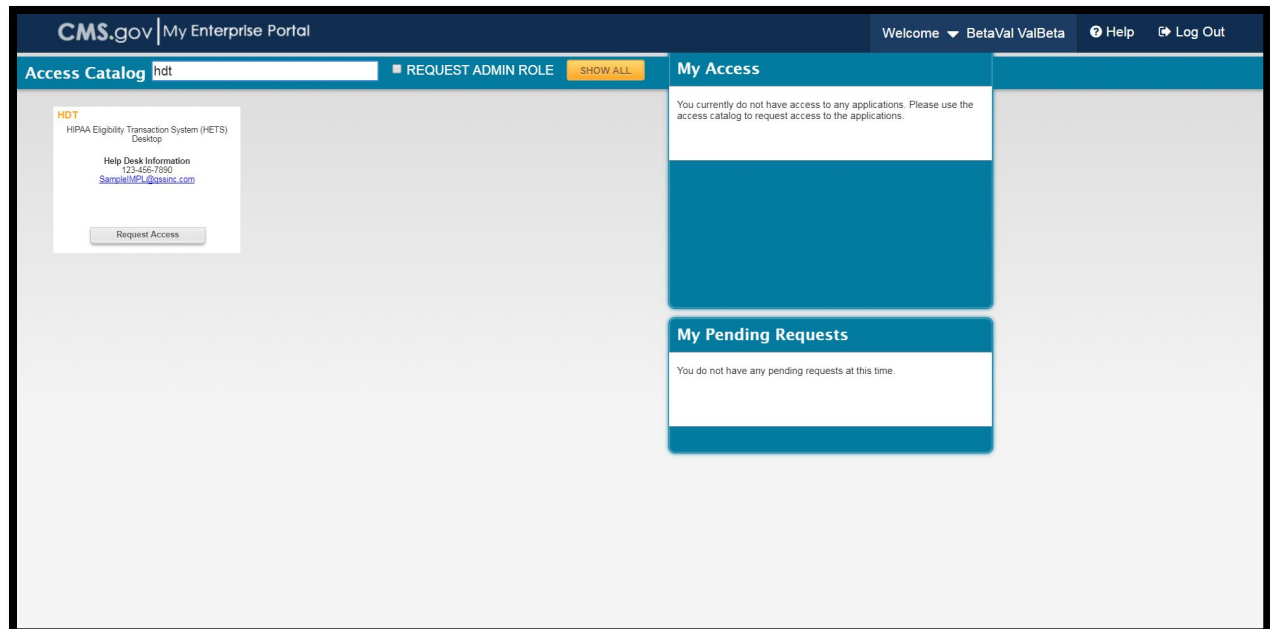 CMS.gov My Enterprise Portal
Welcome BetaVal ValBeta Help Log Out
Access Catalog hdt REQUEST ADMIN ROLE SHOW ALL
My Access
HDT
HIPAA Eligibility Transaction System (HETS)
Desktop
Help Desk Information
123-456-7890
SampleIMPL@qssinc.com
Request Access
You currently do not have access to any applications. Please use the
access catalog to request access to the applications.
My Pending Requests
You do not have any pending requests at this time.